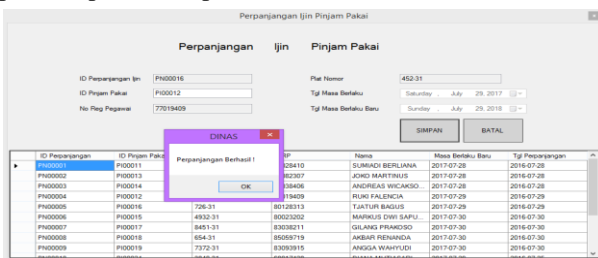 Perpanjangan Ijin Pinjam Pakai
Perpanjangan Ijin Pinjam Pakai
ID Perpanjangan Ijin PN00016 Plat Nomor 452-31
ID Pinjam Pakai PI00012 Tgl Masa Berlaku Saturday , July 29, 2017
No Reg Pegawai 77019409 Tgl Masa Berlaku Baru Sunday , July 29, 2018
SIMPAN BATAL
DINAS
Perpanjangan Berhasil !
OK
ID Perpanjangan ID Pinjam Paka Nama Masa Berlaku Baru Tgl Perpanjangan
PN00001 PI00011 SUMIADI BERLIANA 2017-07-28 2016-07-28
PN00002 PI00013 JOKO MARTINUS 2017-07-28 2016-07-28
PN00003 PI00014 ANDREAS WICAKSO... 2017-07-28 2016-07-28
PN00004 RUKI FALENCIA 2017-07-29 2016-07-29
PN00005 PI00016 726-31 80128313 TJATUR BAGUS 2017-07-29 2016-07-29
PN00006 PI00015 4932-31 80023202 MARKUS DWI SAPU... 2017-07-30 2016-07-30
PN00007 PI00017 8451-31 83038211 GILANG PRAKOSO 2017-07-30 2016-07-30
PN00008 PI00018 654-31 85059719 AKBAR RENANDA 2017-07-30 2016-07-30
PN00009 PI00019 7372-31 83093915 ANGGA WAHYUDI 2017-07-30 2016-07-30